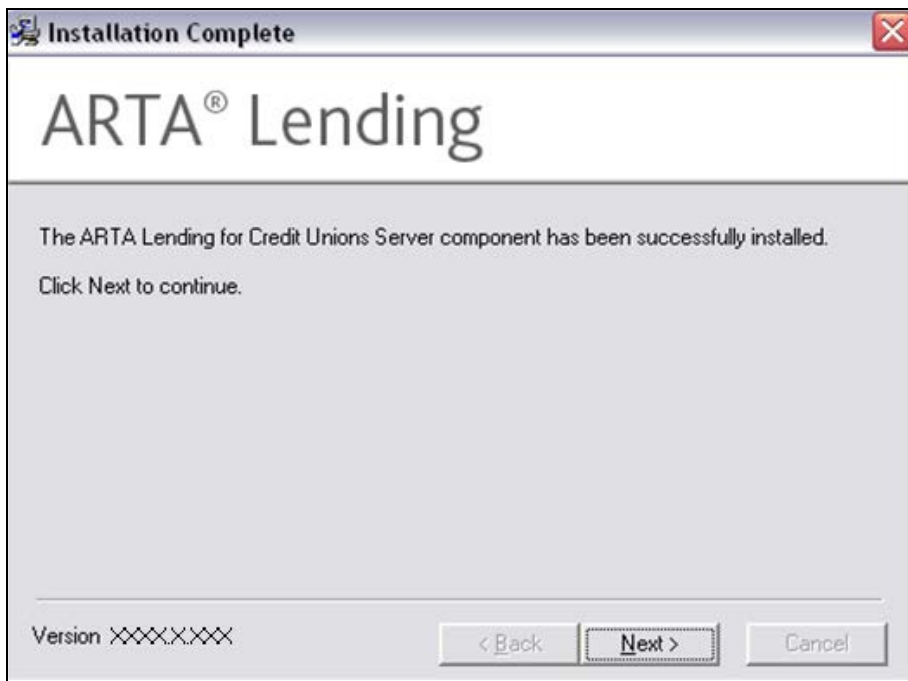 Installation Complete
ARTA® Lending
The ARTA Lending for Credit Unions Server component has been successfully installed.
Click Next to continue.
Version XXXX.X.XXX
< Back Next > Cancel